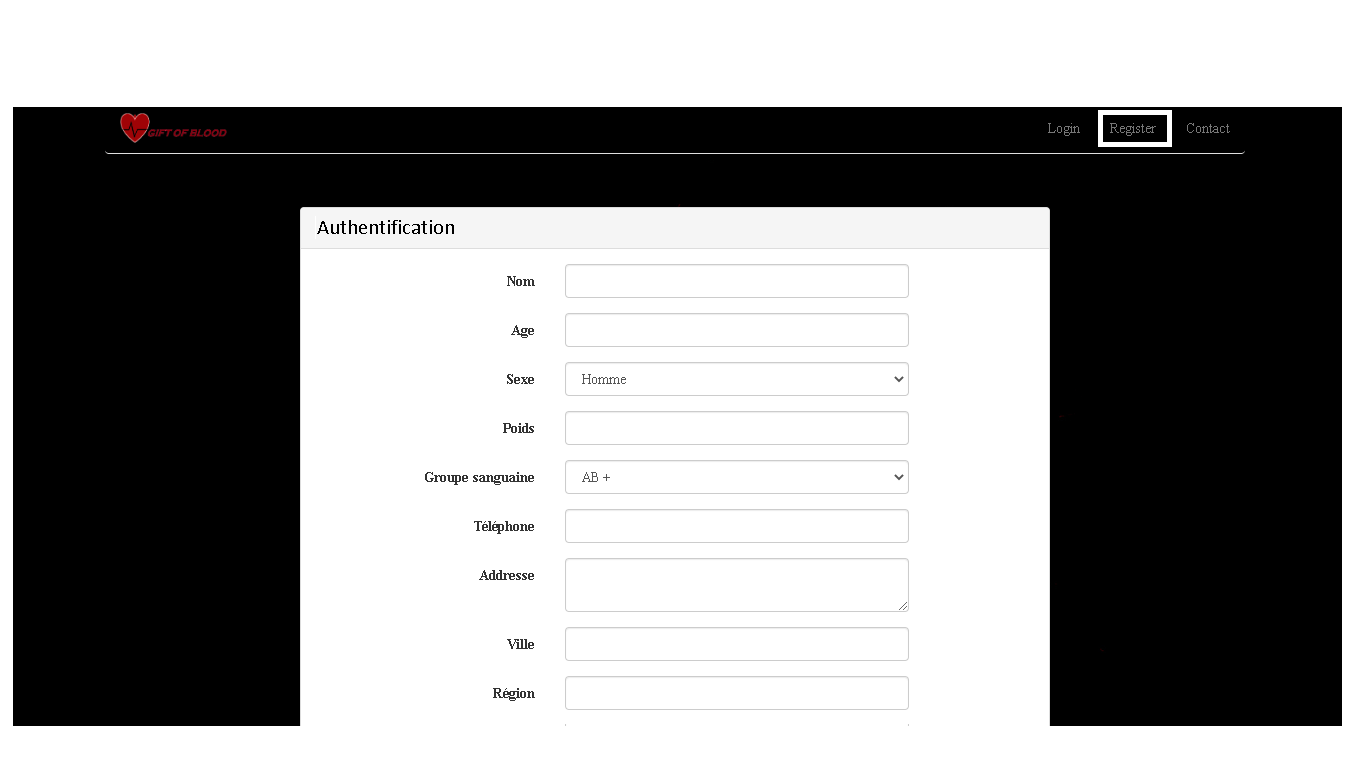 GIFT OF BLOOD
Login Register Contact
Authentification
Nom
Age
Sexe Homme
Poids
Groupe sanguaine AB +
Téléphone
Addresse
Ville
Région